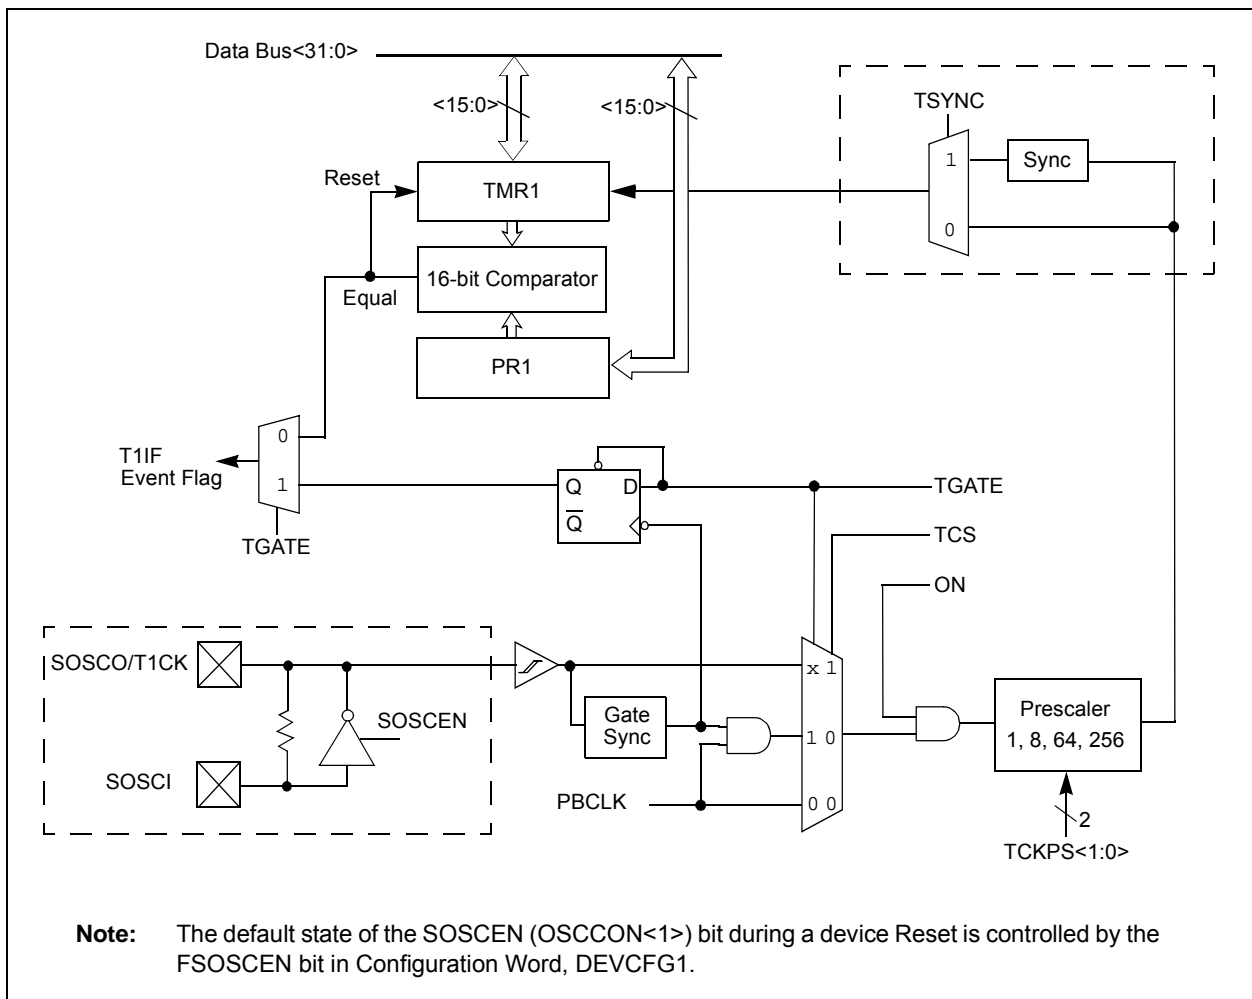 Data Bus<31:0>
<15:0>
<15:0>
TSYNC
1
Sync
0
Reset
TMR1
16-bit Comparator
Equal
PR1
0
T1IF
Event Flag
1
TGATE
Q
D
Q
TGATE
TCS
ON
SOSCO/T1CK
SOSCEN
SOSCI
Gate
Sync
x 1
1 0
0 0
PBCLK
Prescaler
1, 8, 64, 256
2
TCKPS<1:0>
Note: The default state of the SOSCEN (OSCCON<1>) bit during a device Reset is controlled by the
FSOSCEN bit in Configuration Word, DEVCFG1.